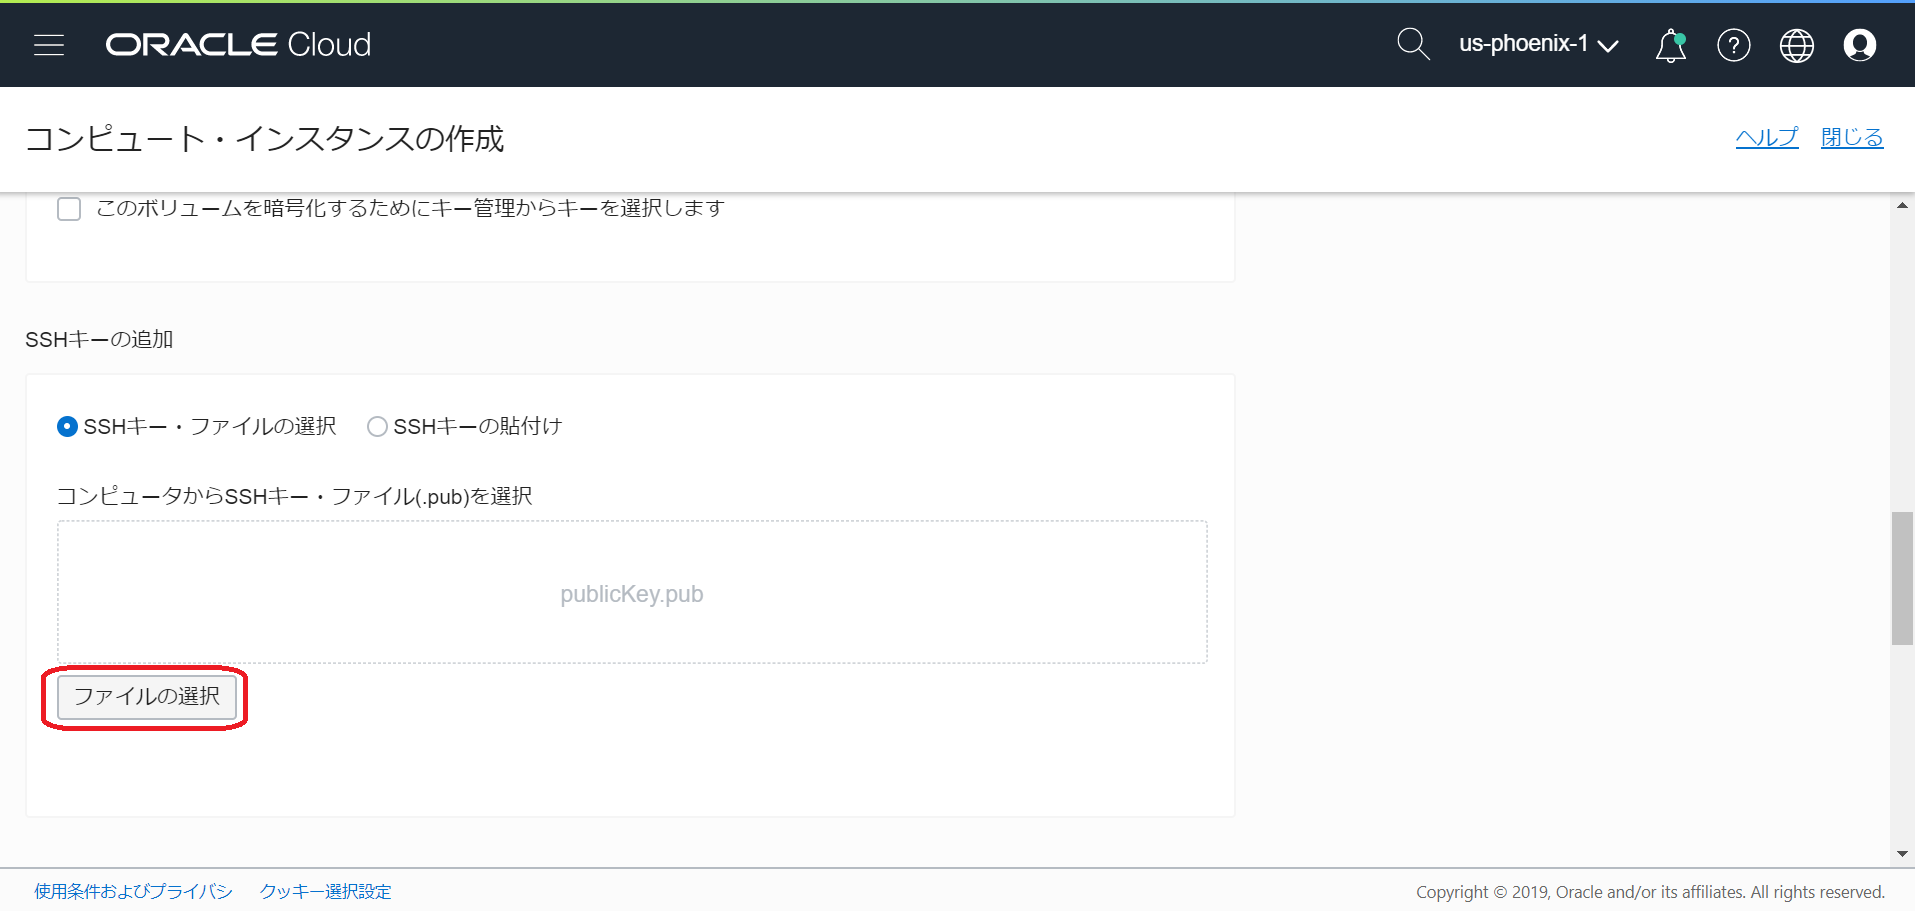 ORACLE Cloud
us-phoenix-1
コンピュート・インスタンスの作成
ヘルプ 閉じる
このボリュームを暗号化するためにキー管理からキーを選択します
SSHキーの追加
SSHキー・ファイルの選択 SSHキーの貼付け
コンピュータからSSHキー・ファイル(.pub)を選択
publicKey.pub
ファイルの選択
使用条件およびプライバシ クッキー選択設定
Copyright © 2019, Oracle and/or its affiliates. All rights reserved.